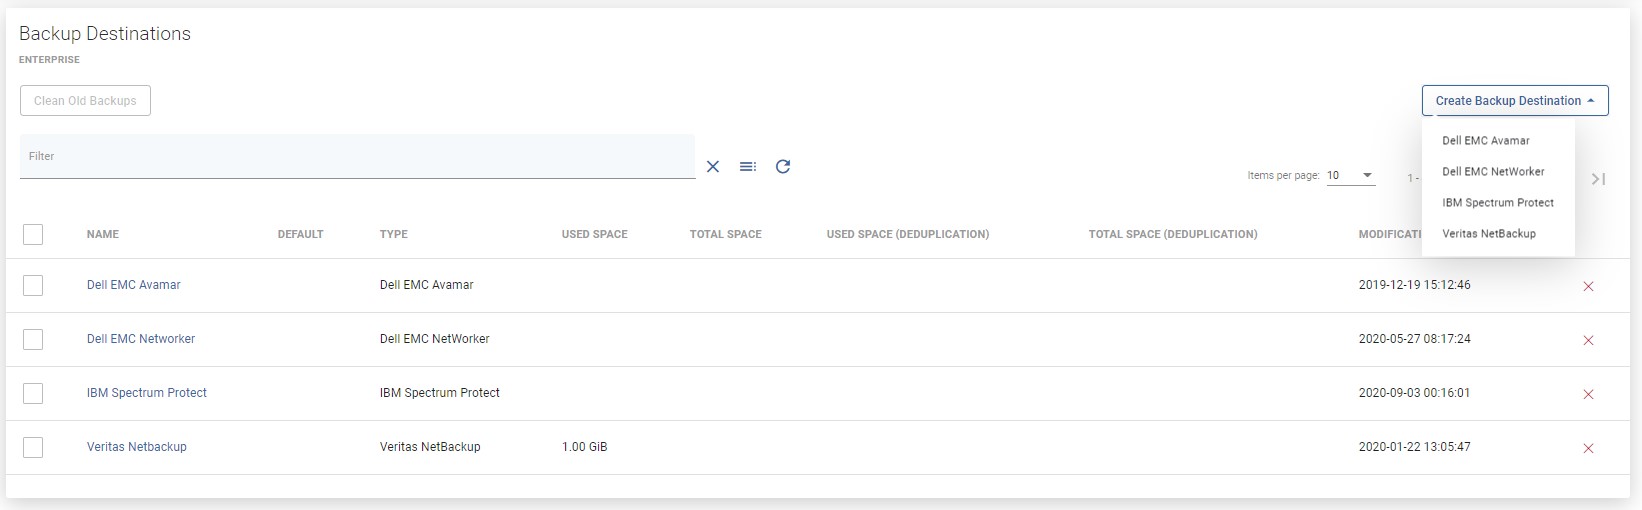 Backup Destinations
ENTERPRISE
Clean Old Backups
Create Backup Destination
Dell EMC Avamar
Dell EMC NetWorker
IBM Spectrum Protect
Veritas NetBackup
Filter
Items per page: 10 1 -
NAME DEFAULT TYPE USED SPACE TOTAL SPACE USED SPACE (DEDUPLICATION) TOTAL SPACE (DEDUPLICATION) MODIFICATI
Dell EMC Avamar Dell EMC Avamar 2019-12-19 15:12:46
Dell EMC Networker Dell EMC NetWorker 2020-05-27 08:17:24
IBM Spectrum Protect IBM Spectrum Protect 2020-09-03 00:16:01
Veritas Netbackup Veritas NetBackup 1.00 GiB 2020-01-22 13:05:47